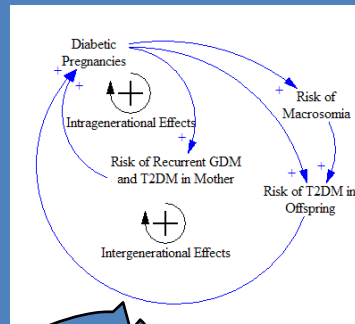 Diabetic
Pregnancies
+
+
+
Intragenerational Effects
+
Risk of
Macrosomia
+
Risk of Recurrent GDM
and T2DM in Mother
+
+
Risk of T2DM in
Offspring
+
Intergenerational Effects